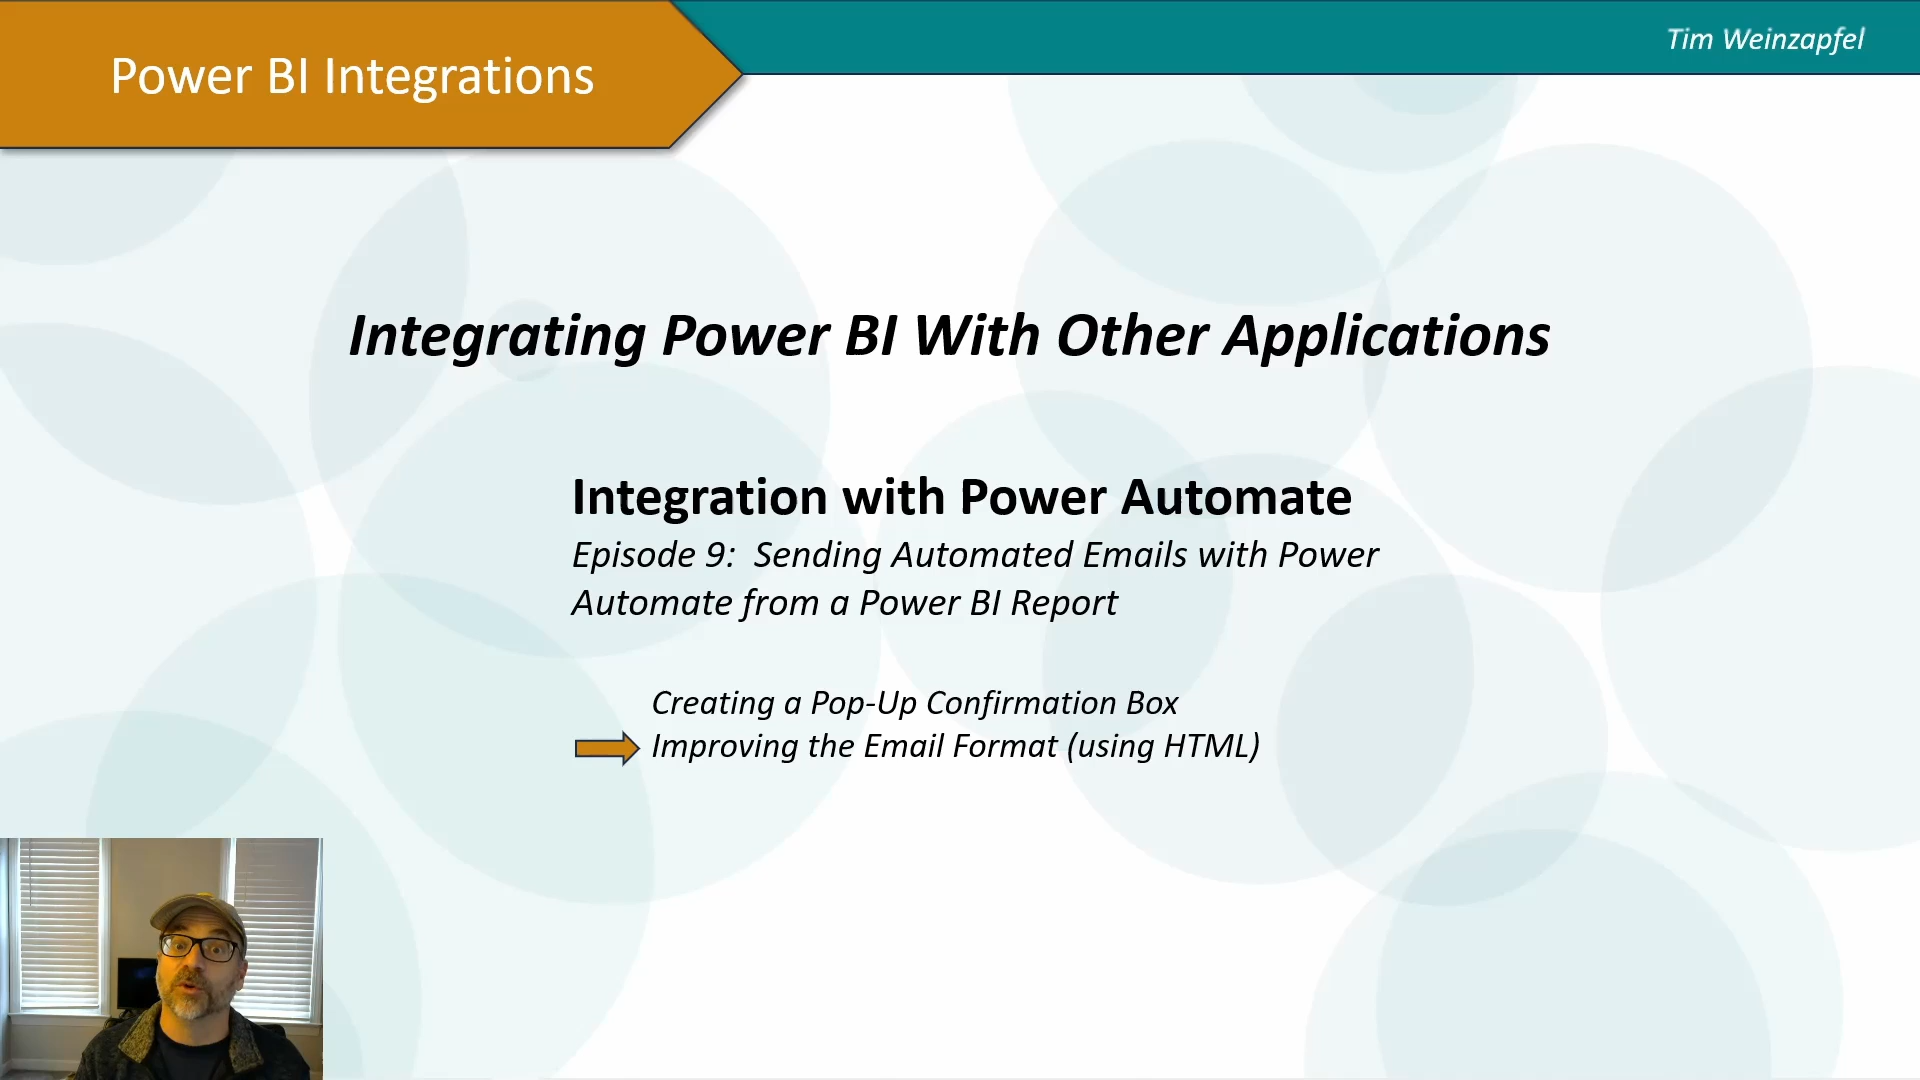 Power BI Integrations
Tim Weinzapfel
Integrating Power BI With Other Applications
Integration with Power Automate
Episode 9:  Sending Automated Emails with Power
Automate from a Power BI Report
Creating a Pop-Up Confirmation Box
Improving the Email Format (using HTML)